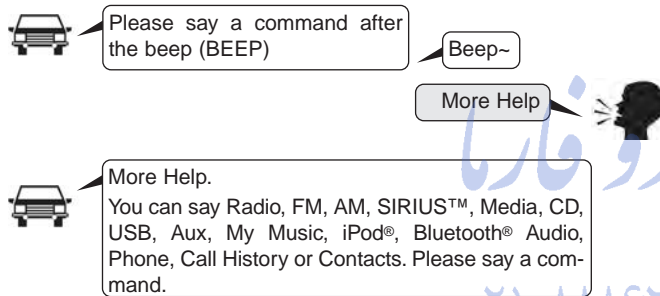 Please say a command after
the beep (BEEP)
Beep~
More Help
More Help.
You can say Radio, FM, AM, SIRIUS™, Media, CD,
USB, Aux, My Music, iPod®, Bluetooth® Audio,
Phone, Call History or Contacts. Please say a com-
mand.